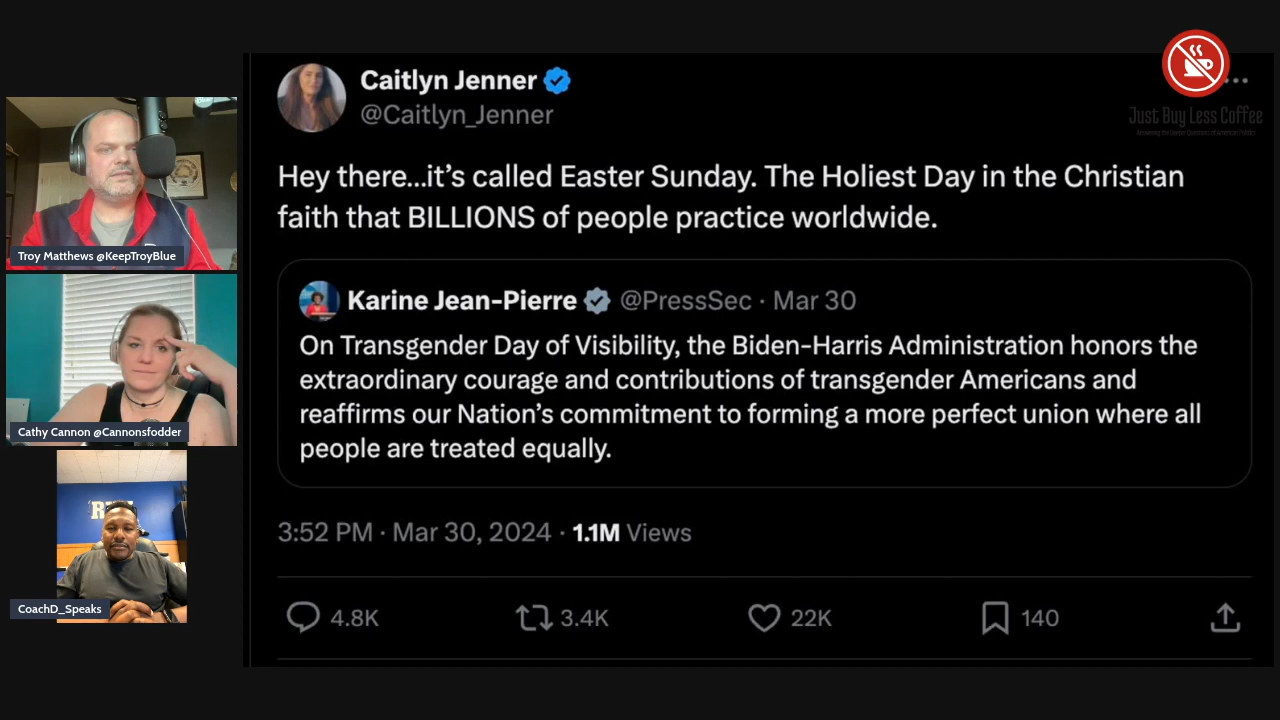 Caitlyn Jenner
@Caitlyn_Jenner
Just Buy Less Coffee
Hey there...it's called Easter Sunday. The Holiest Day in the Christian
faith that BILLIONS of people practice worldwide.
Karine Jean-Pierre @PressSec · Mar 30
On Transgender Day of Visibility, the Biden-Harris Administration honors the
extraordinary courage and contributions of transgender Americans and
reaffirms our Nation's commitment to forming a more perfect union where all
people are treated equally.
3:52 PM · Mar 30, 2024 · 1.1M Views
4.8K 3.4K 22K 140
Troy Matthews @KeepTroyBlue
Cathy Cannon @Cannonsfodder
CoachD_Speaks